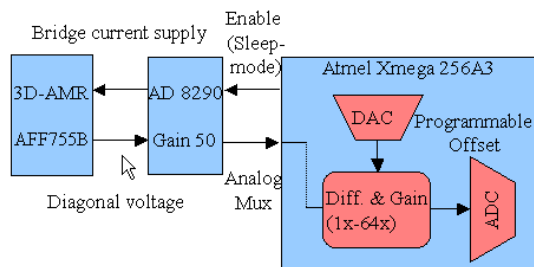 Bridge current supply
Enable
(Sleep-
mode)
Atmel Xmega 256A3
3D-AMR
AFF755B
AD 8290
Gain 50
DAC
Programmable
Offset
Analog
Mux
Diff. & Gain
(1x-64x)
ADC
Diagonal voltage